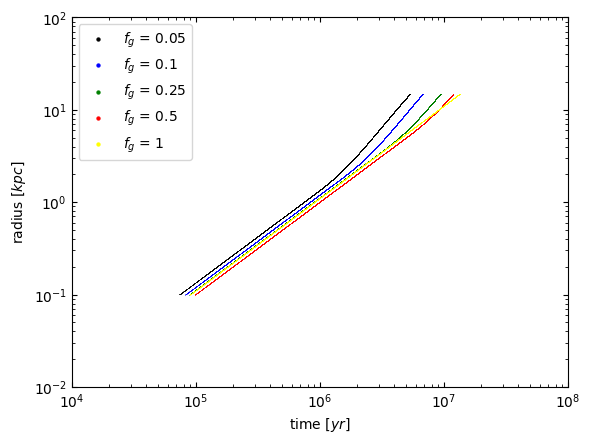 10²
10¹
10⁰
10⁻¹
10⁻²
radius [kpc]
f_g = 0.05
f_g = 0.1
f_g = 0.25
f_g = 0.5
f_g = 1
10⁴ 10⁵ 10⁶ 10⁷ 10⁸
time [yr]